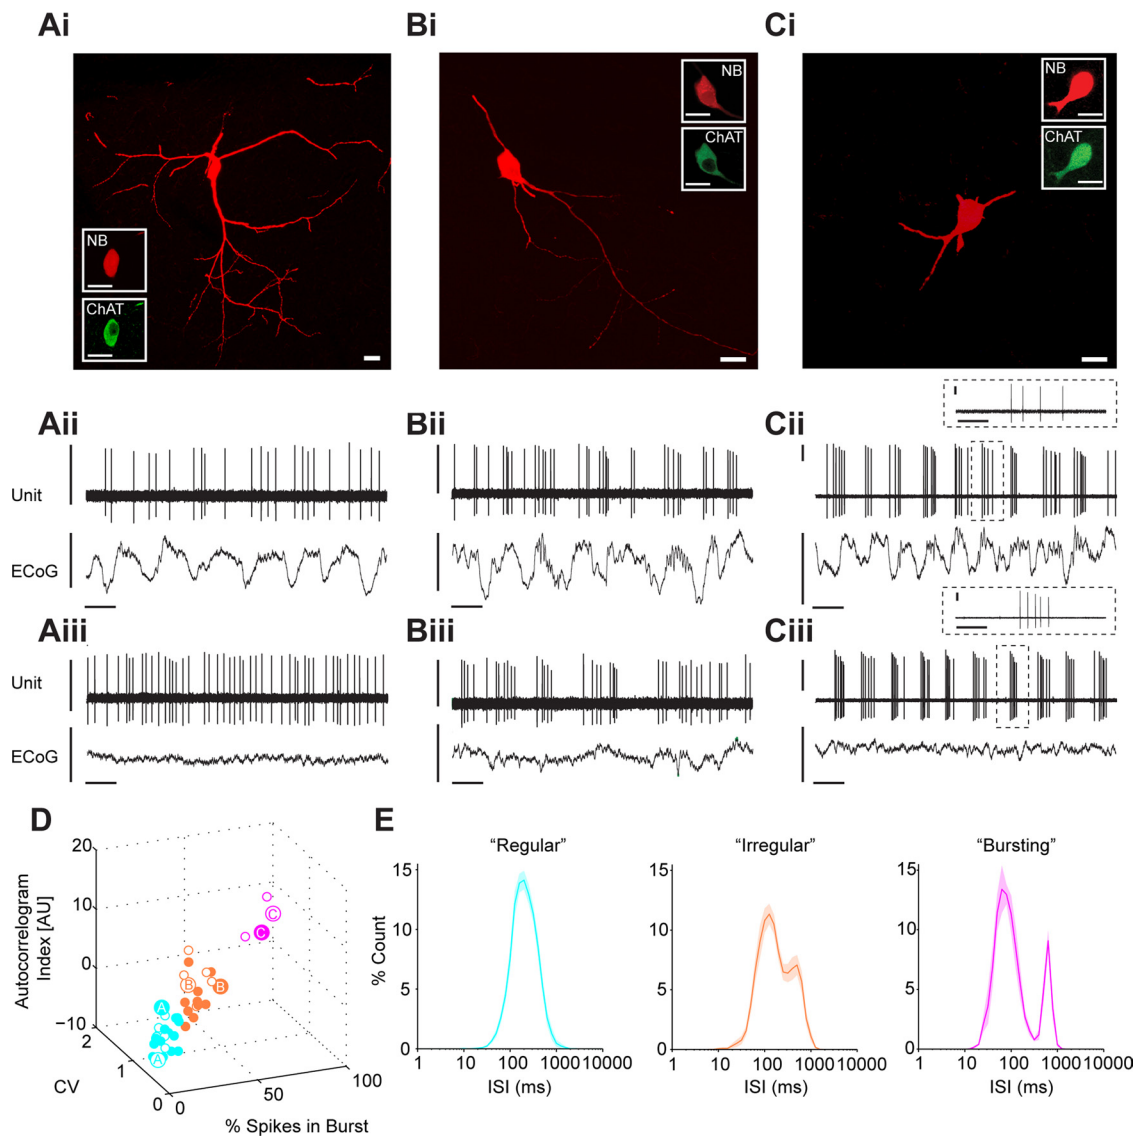 Ai
Bi
Ci
NB
ChAT
NB
ChAT
NB
ChAT
Aii
Bii
Cii
Unit
ECoG
Aiii
Biii
Ciii
Unit
ECoG
D
20
10
0
−10
Autocorrelogram
Index [AU]
2
1
0
CV
0
50
100
% Spikes in Burst
A
A
B
B
C
C
E
"Regular"
15
10
5
0
% Count
1
10
100
1000
10000
ISI (ms)
"Irregular"
15
10
5
0
1
10
100
1000
10000
ISI (ms)
"Bursting"
15
10
5
0
1
10
100
1000
10000
ISI (ms)